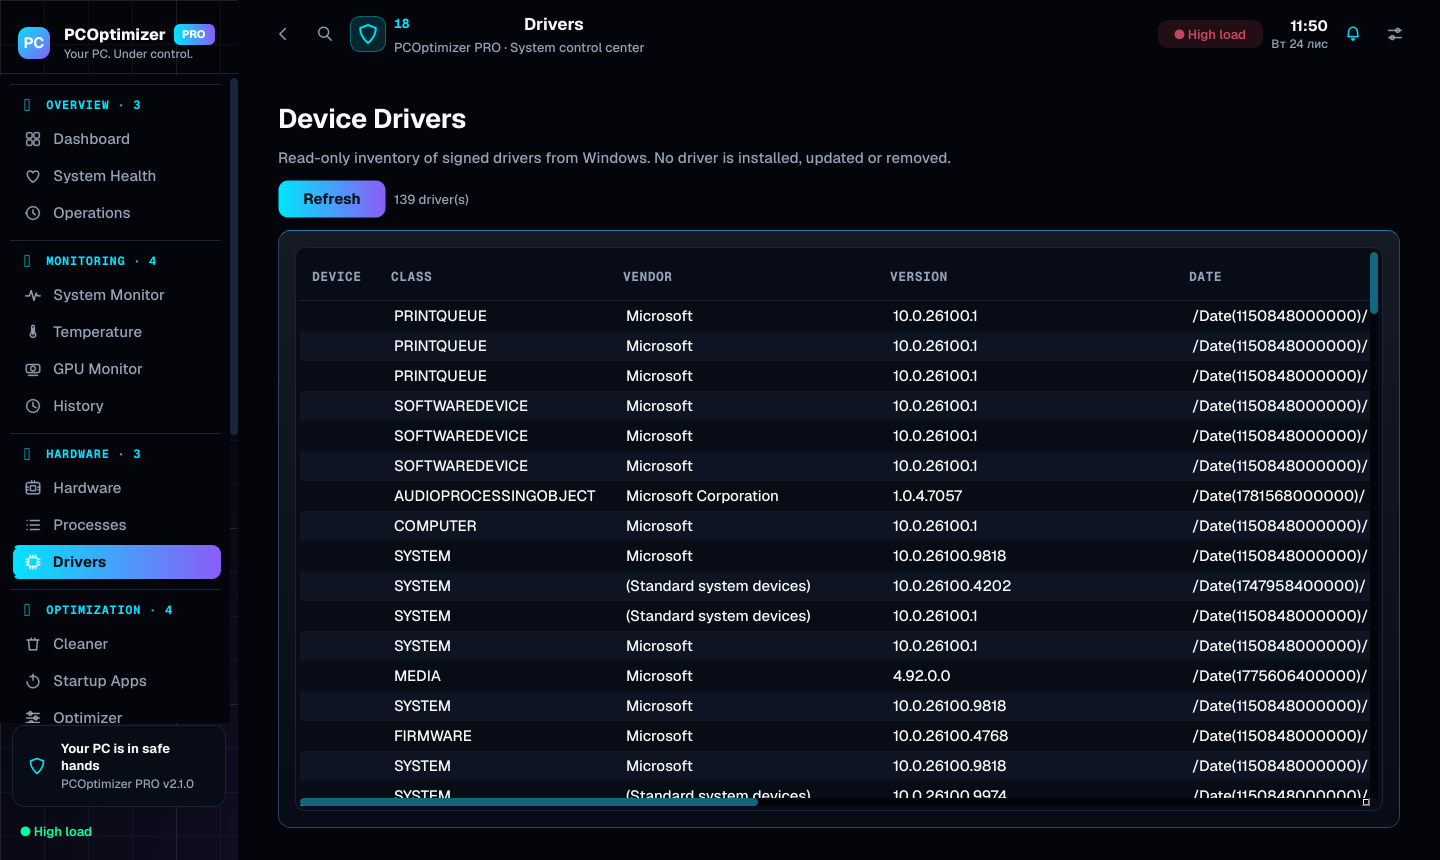 PC
PCOptimizer PRO
Your PC. Under control.
18
Drivers
PCOptimizer PRO · System control center
High load
11:50
Вт 24 лис
OVERVIEW · 3
Dashboard
System Health
Operations
MONITORING · 4
System Monitor
Temperature
GPU Monitor
History
HARDWARE · 3
Hardware
Processes
Drivers
OPTIMIZATION · 4
Cleaner
Startup Apps
Optimizer
Your PC is in safe
hands
PCOptimizer PRO v2.1.0
High load
Device Drivers
Read-only inventory of signed drivers from Windows. No driver is installed, updated or removed.
Refresh
139 driver(s)
DEVICE CLASS VENDOR VERSION DATE
PRINTQUEUE Microsoft 10.0.26100.1 /Date(1150848000000)/
PRINTQUEUE Microsoft 10.0.26100.1 /Date(1150848000000)/
PRINTQUEUE Microsoft 10.0.26100.1 /Date(1150848000000)/
SOFTWAREDEVICE Microsoft 10.0.26100.1 /Date(1150848000000)/
SOFTWAREDEVICE Microsoft 10.0.26100.1 /Date(1150848000000)/
SOFTWAREDEVICE Microsoft 10.0.26100.1 /Date(1150848000000)/
AUDIOPROCESSINGOBJECT Microsoft Corporation 1.0.4.7057 /Date(1781568000000)/
COMPUTER Microsoft 10.0.26100.1 /Date(1150848000000)/
SYSTEM Microsoft 10.0.26100.9818 /Date(1150848000000)/
SYSTEM (Standard system devices) 10.0.26100.4202 /Date(1747958400000)/
SYSTEM (Standard system devices) 10.0.26100.1 /Date(1150848000000)/
SYSTEM Microsoft 10.0.26100.1 /Date(1150848000000)/
MEDIA Microsoft 4.92.0.0 /Date(1775606400000)/
SYSTEM Microsoft 10.0.26100.9818 /Date(1150848000000)/
FIRMWARE Microsoft 10.0.26100.4768 /Date(1150848000000)/
SYSTEM Microsoft 10.0.26100.9818 /Date(1150848000000)/
SYSTEM (Standard system devices) 10.0.26100.9974 /Date(1150848000000)/